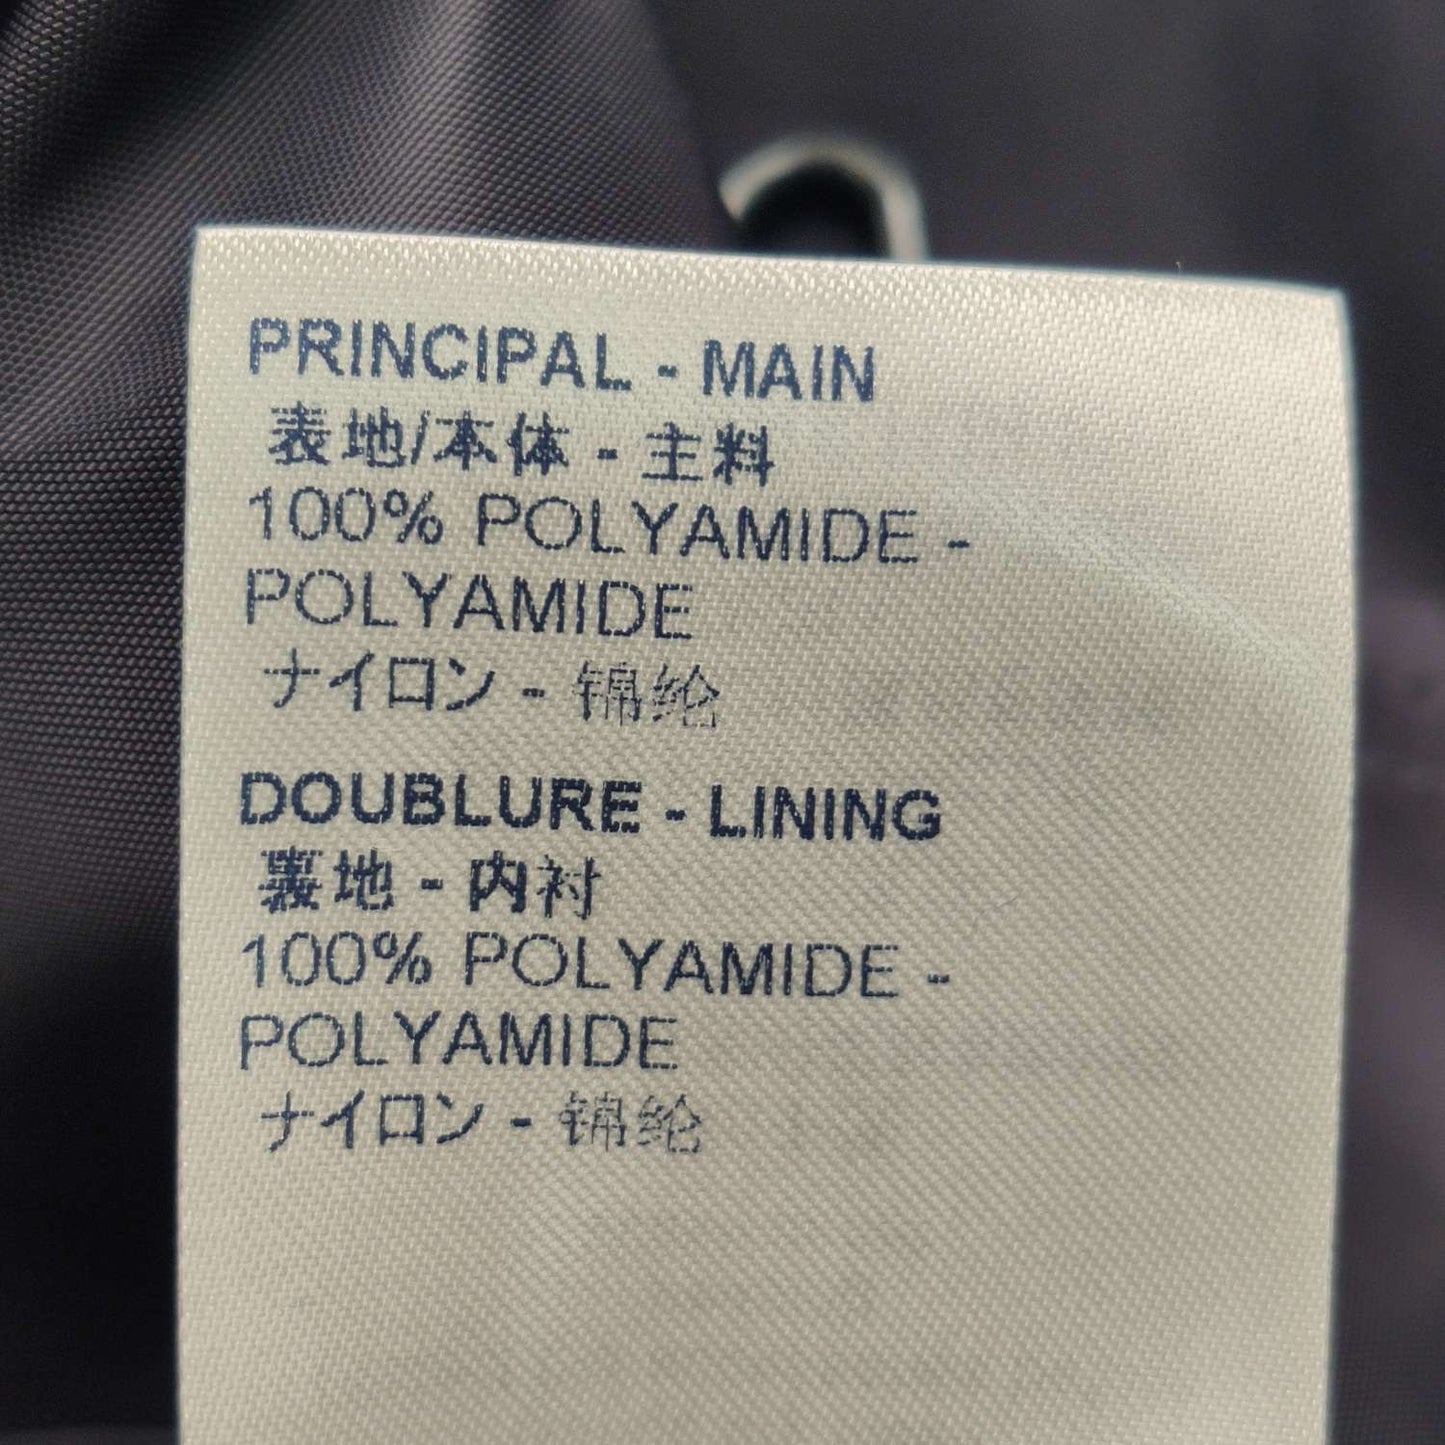 PRINCIPAL - MAIN
表地/本体 - 主料
100% POLYAMIDE -
POLYAMIDE
ナイロン - 锦纶
DOUBLURE - LINING
裏地 - 内衬
100% POLYAMIDE -
POLYAMIDE
ナイロン - 锦纶